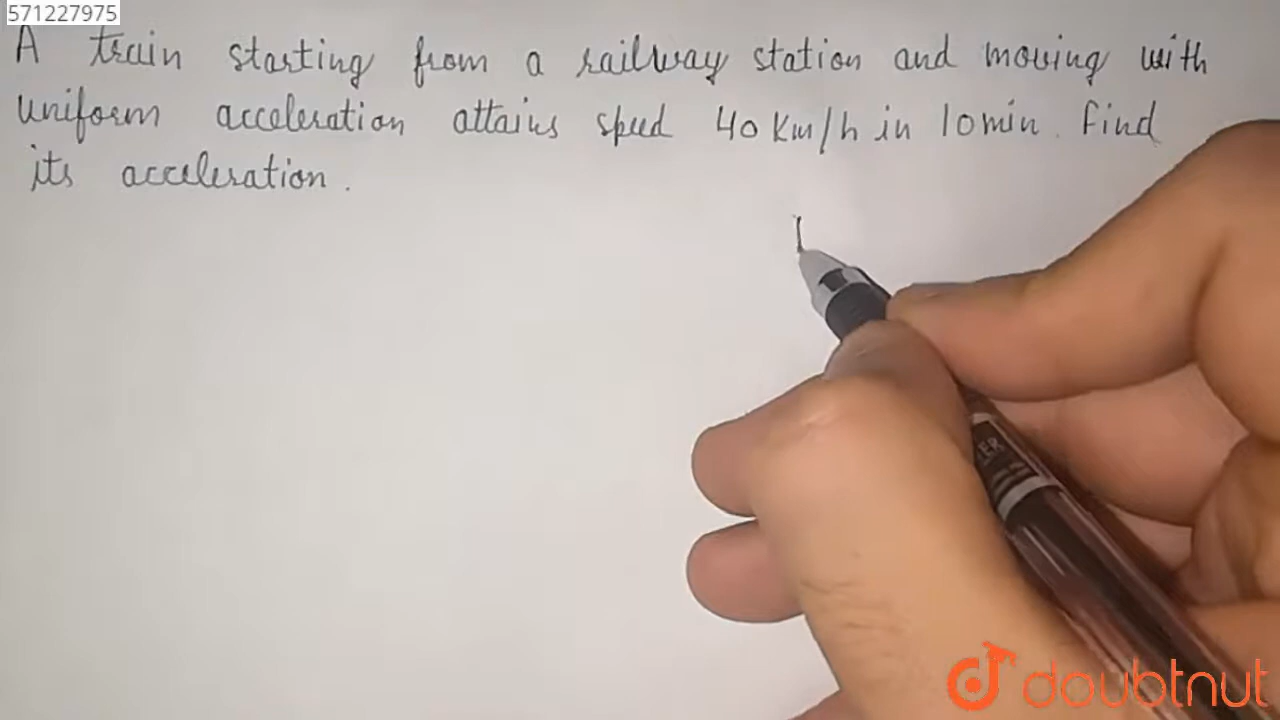 571227975
A train starting from a railway station and moving with
uniform acceleration attains speed 40 Km/h in 10 min. Find
its acceleration.
doubtnut